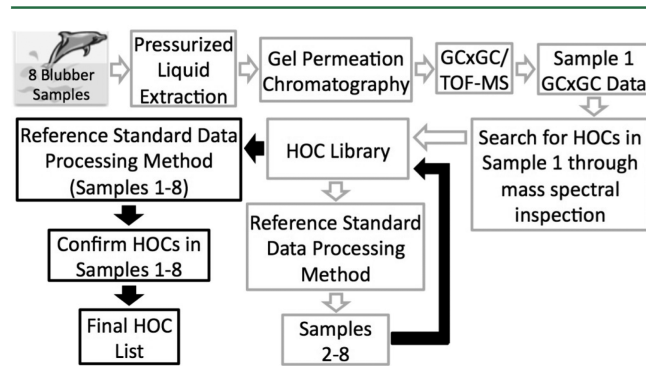 8 Blubber
Samples
Pressurized
Liquid
Extraction
Gel Permeation
Chromatography
GCxGC/
TOF-MS
Sample 1
GCxGC Data
Search for HOCs in
Sample 1 through
mass spectral
inspection
HOC Library
Reference Standard
Data Processing
Method
Samples
2-8
Reference Standard Data
Processing Method
(Samples 1-8)
Confirm HOCs in
Samples 1-8
Final HOC
List